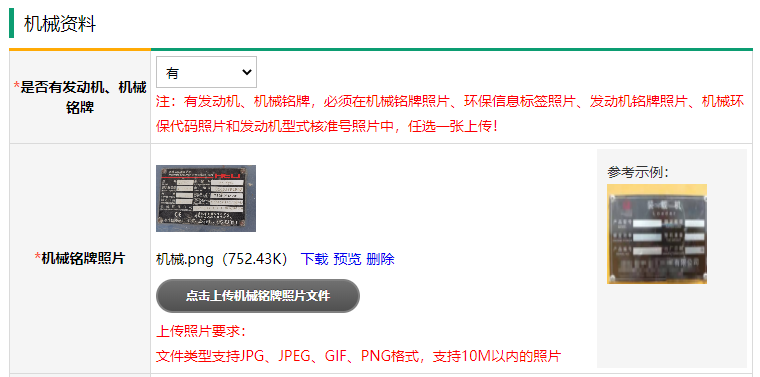 机械资料
*是否有发动机、机械
铭牌
有
注：有发动机、机械铭牌，必须在机械铭牌照片、环保信息标签照片、发动机铭牌照片、机械环
保代码照片和发动机型式核准号照片中，任选一张上传！
*机械铭牌照片
HELI
CE
机械.png（752.43K） 下载 预览 删除
点击上传机械铭牌照片文件
上传照片要求：
文件类型支持JPG、JPEG、GIF、PNG格式，支持10M以内的照片
参考示例：